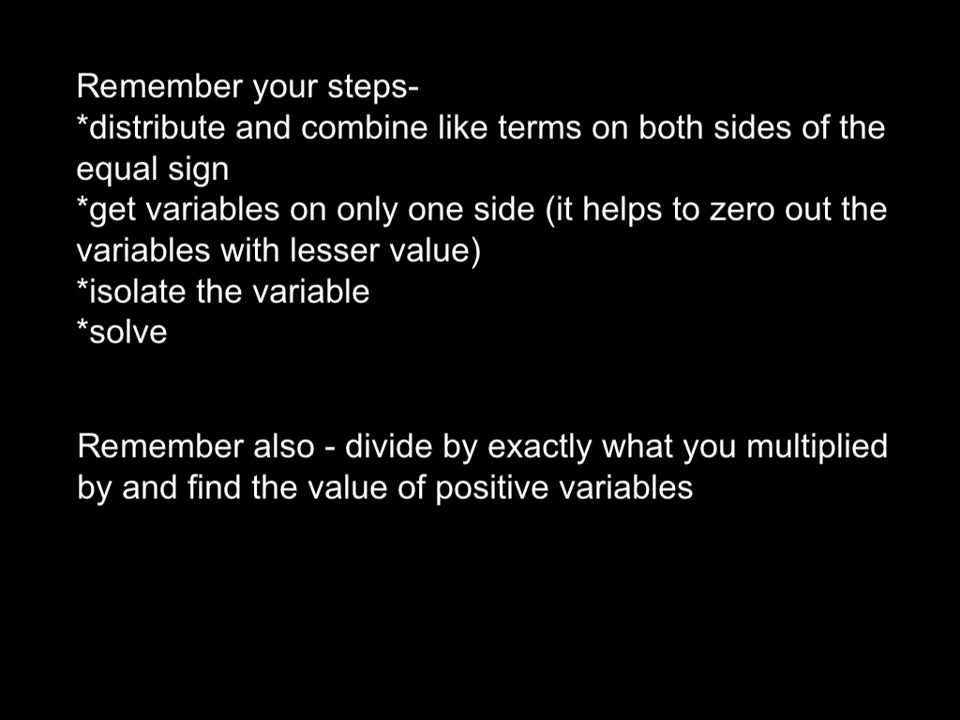 Remember your steps-
*distribute and combine like terms on both sides of the
equal sign
*get variables on only one side (it helps to zero out the
variables with lesser value)
*isolate the variable
*solve
Remember also - divide by exactly what you multiplied
by and find the value of positive variables